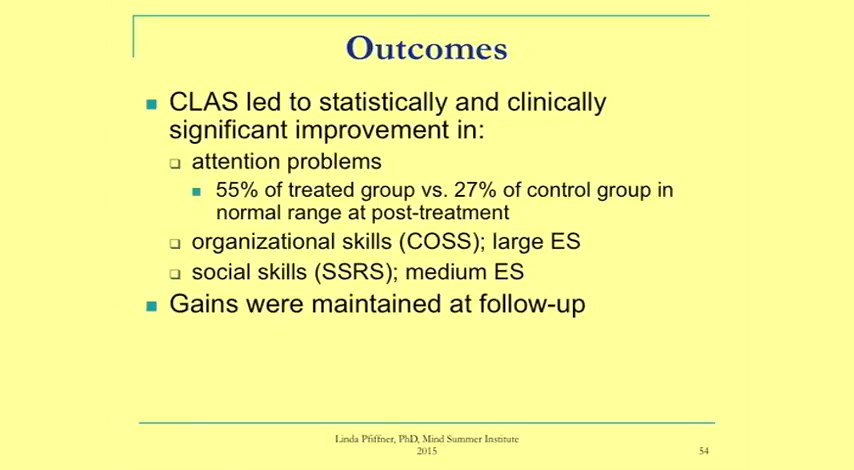 Outcomes
CLAS led to statistically and clinically
significant improvement in:
attention problems
55% of treated group vs. 27% of control group in
normal range at post-treatment
organizational skills (COSS); large ES
social skills (SSRS); medium ES
Gains were maintained at follow-up
Linda Pfiffner, PhD, Mind Summer Institute
2015
54